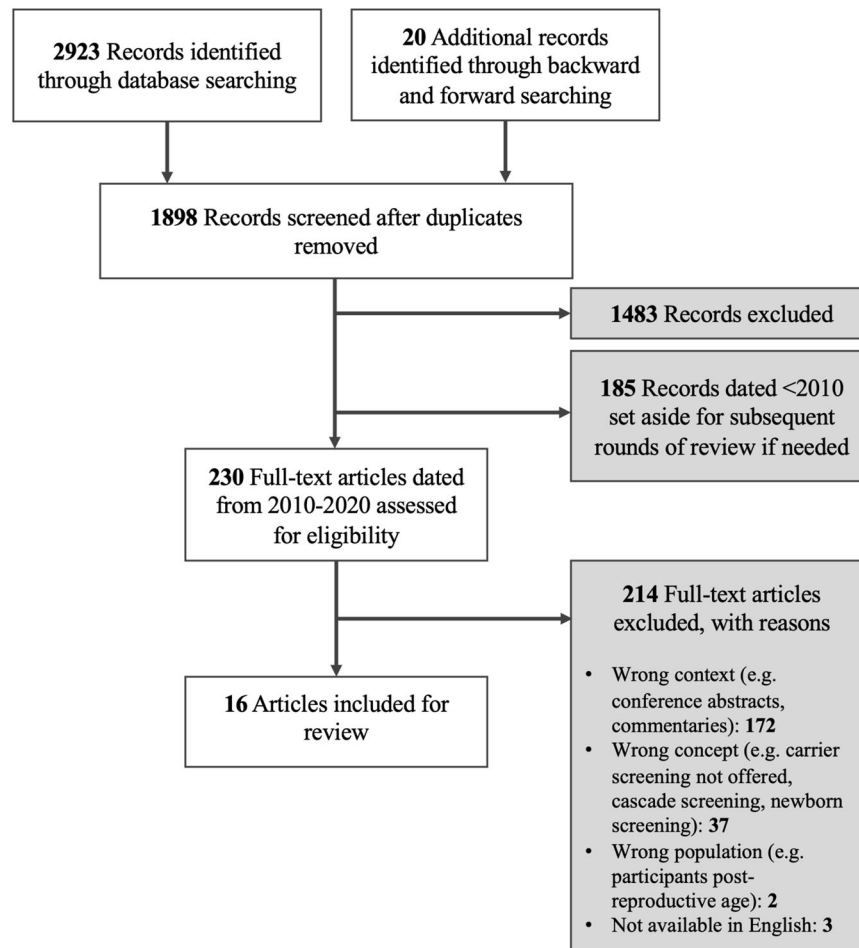 2923 Records identified
through database searching
20 Additional records
identified through backward
and forward searching
1898 Records screened after duplicates
removed
1483 Records excluded
185 Records dated <2010
set aside for subsequent
rounds of review if needed
230 Full-text articles dated
from 2010-2020 assessed
for eligibility
214 Full-text articles
excluded, with reasons
• Wrong context (e.g.
conference abstracts,
commentaries): 172
• Wrong concept (e.g. carrier
screening not offered,
cascade screening, newborn
screening): 37
• Wrong population (e.g.
participants post-
reproductive age): 2
• Not available in English: 3
16 Articles included for
review